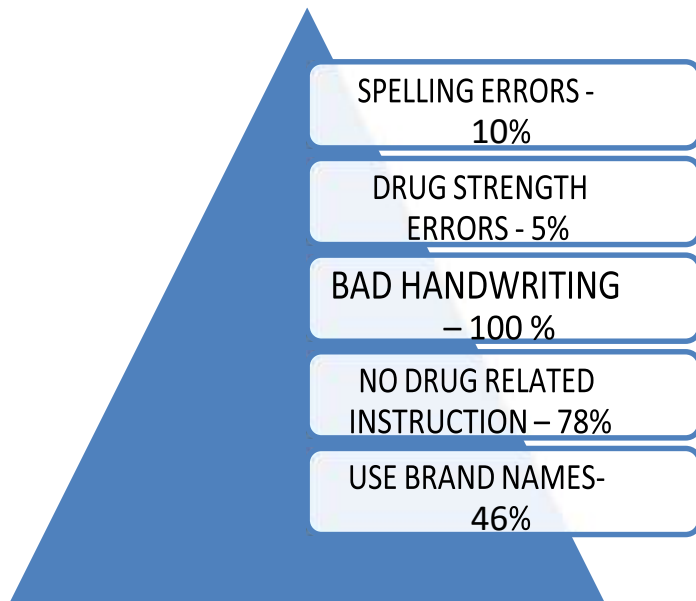 SPELLING ERRORS -
10%
DRUG STRENGTH
ERRORS - 5%
BAD HANDWRITING
– 100 %
NO DRUG RELATED
INSTRUCTION – 78%
USE BRAND NAMES-
46%